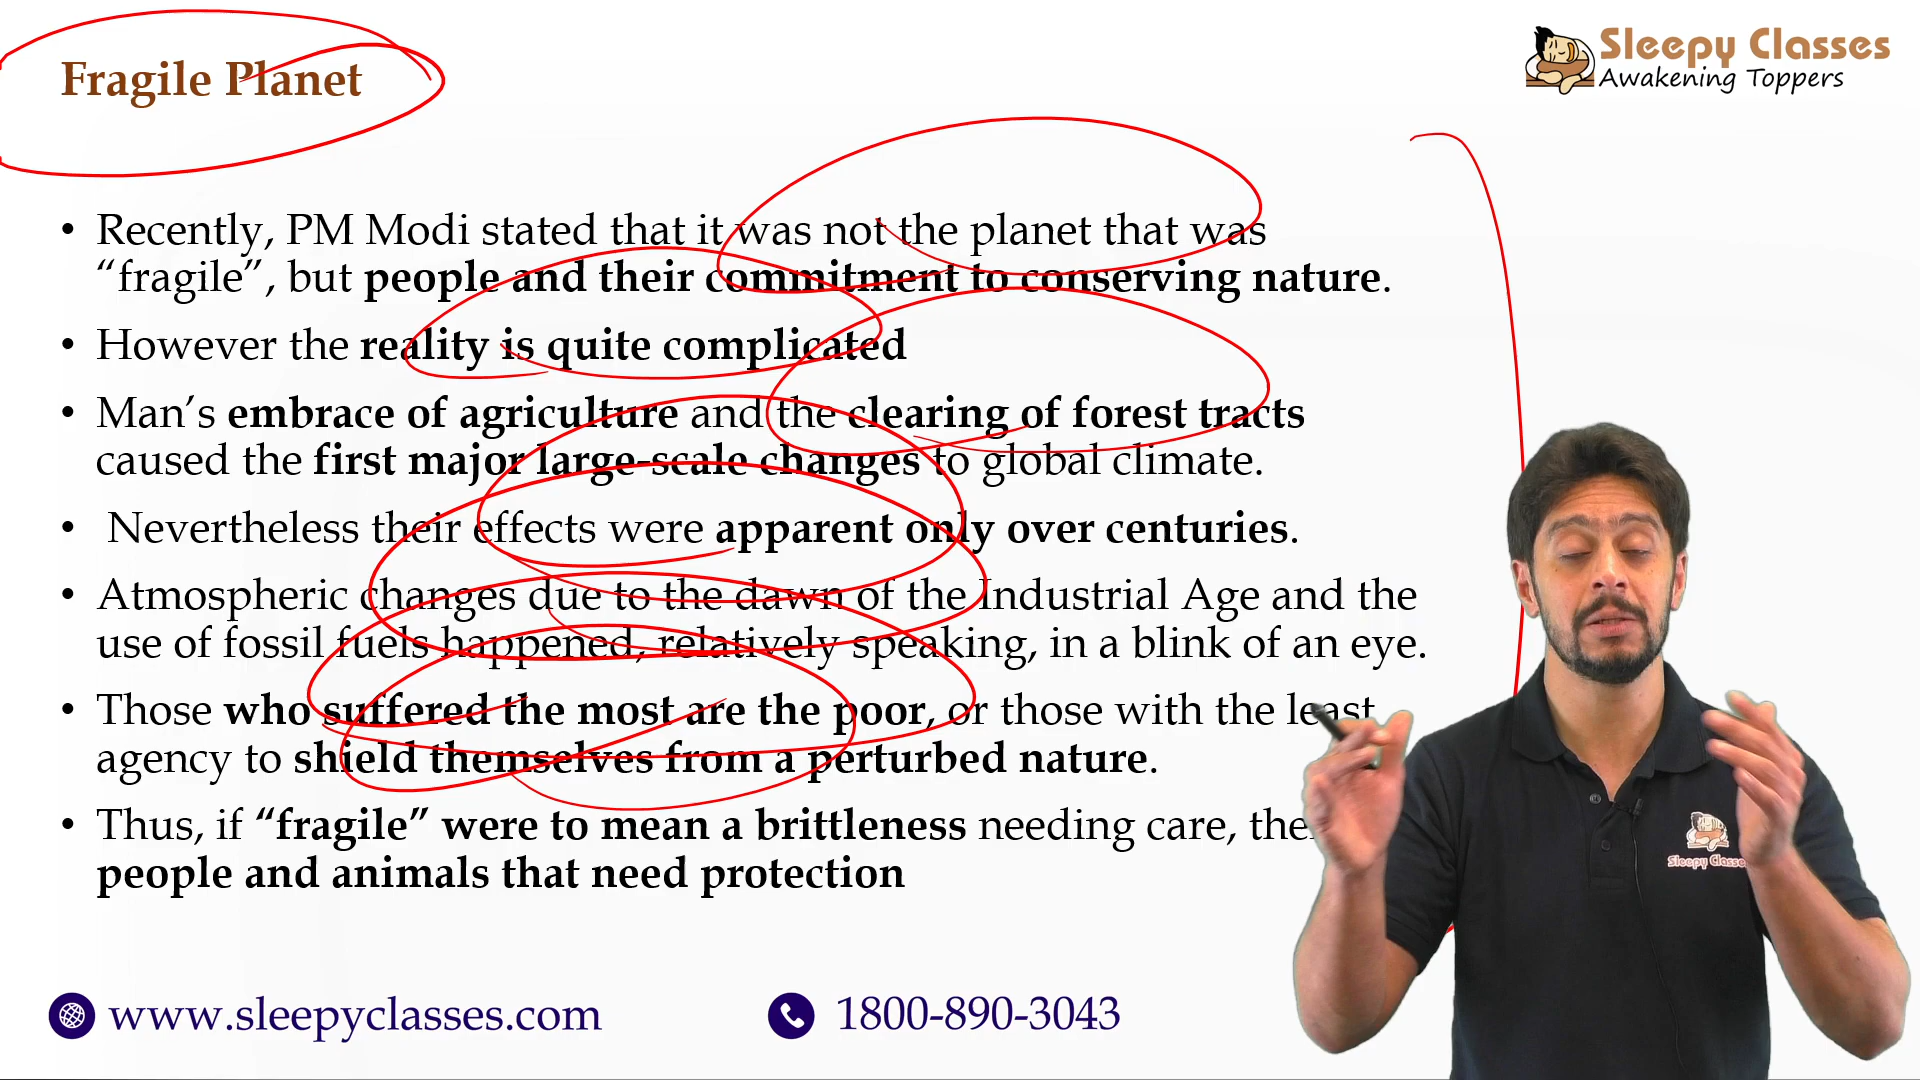 Fragile Planet
Sleepy Classes
Awakening Toppers
• Recently, PM Modi stated that it was not the planet that was
“fragile”, but people and their commitment to conserving nature.
• However the reality is quite complicated
• Man’s embrace of agriculture and the clearing of forest tracts
caused the first major large-scale changes to global climate.
• Nevertheless their effects were apparent only over centuries.
• Atmospheric changes due to the dawn of the Industrial Age and the
use of fossil fuels happened, relatively speaking, in a blink of an eye.
• Those who suffered the most are the poor, or those with the least
agency to shield themselves from a perturbed nature.
• Thus, if “fragile” were to mean a brittleness needing care,
people and animals that need protection
Sleepy Classes
www.sleepyclasses.com
1800-890-3043